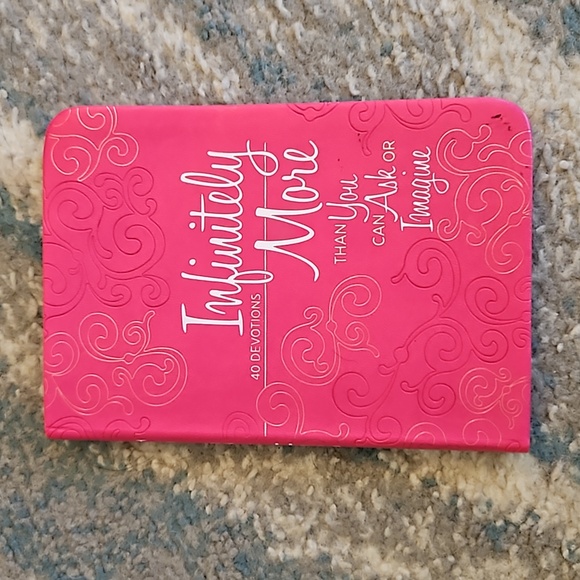 Infinitely
More
40 DEVOTIONS
THAN You
CAN Ask OR
Imagine